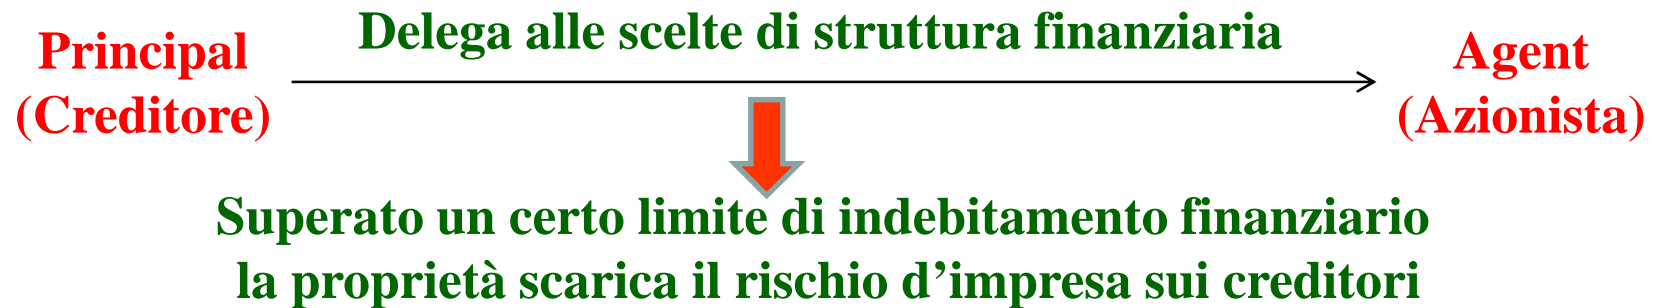 Principal
(Creditore)
Delega alle scelte di struttura finanziaria
Agent
(Azionista)
Superato un certo limite di indebitamento finanziario
la proprietà scarica il rischio d’impresa sui creditori